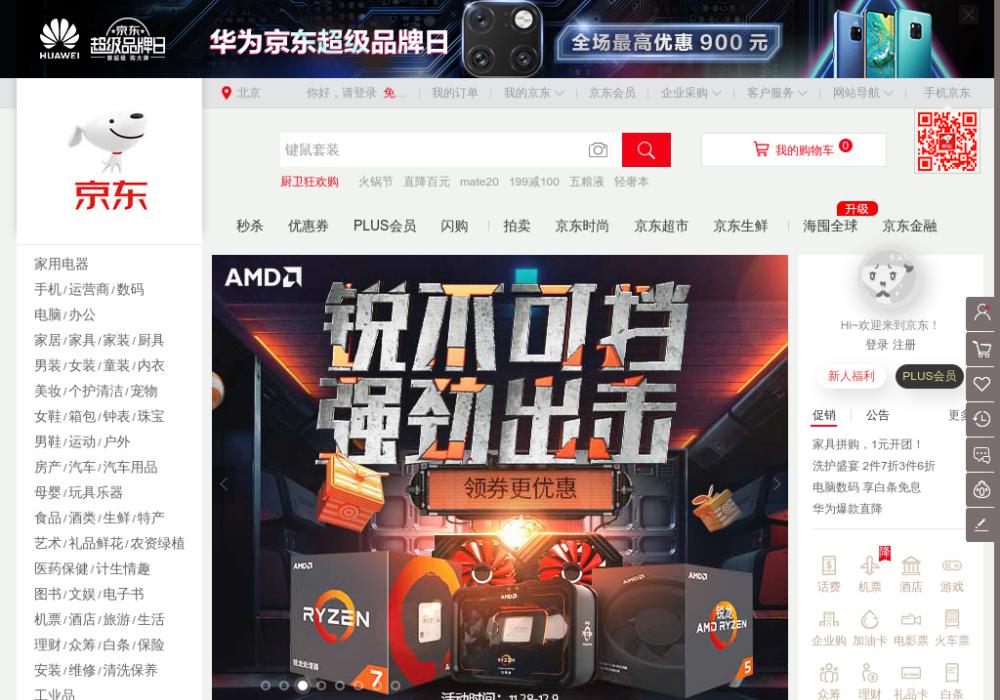 HUAWEI 京东超级品牌日 华为京东超级品牌日 全场最高优惠 900 元
北京 你好，请登录 免... 我的订单 我的京东 京东会员 企业采购 客户服务 网站导航 手机京东
键鼠套装 我的购物车 0
厨卫狂欢购 火锅节 直降百元 mate20 199减100 五粮液 轻奢本
京东
升级
秒杀 优惠券 PLUS会员 闪购 拍卖 京东时尚 京东超市 京东生鲜 海囤全球 京东金融
家用电器
手机/运营商/数码
电脑/办公
家居/家具/家装/厨具
男装/女装/童装/内衣
美妆/个护清洁/宠物
女鞋/箱包/钟表/珠宝
男鞋/运动/户外
房产/汽车/汽车用品
母婴/玩具乐器
食品/酒类/生鲜/特产
艺术/礼品鲜花/农资绿植
医药保健/计生情趣
图书/文娱/电子书
机票/酒店/旅游/生活
理财/众筹/白条/保险
安装/维修/清洗保养
工业品
AMD
锐不可挡
强劲出击
领券更优惠
AMD
RYZEN
锐龙处理器
7
AMD
RYZEN
AMD
锐龙
AMD RYZEN
5
活动时间：11.28-12.9
Hi~欢迎来到京东！
登录 注册
新人福利 PLUS会员
促销 公告 更多
家具拼购，1元开团！
洗护盛宴 2件7折3件6折
电脑数码 享白条免息
华为爆款直降
降
话费 机票 酒店 游戏
企业购 加油卡 电影票 火车票
众筹 理财 礼品卡 白条